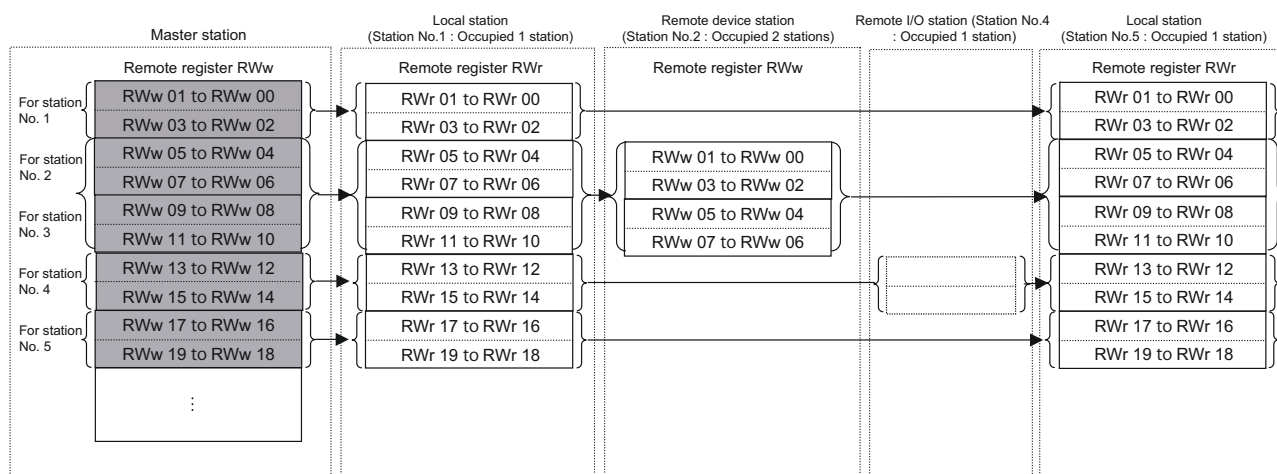 Master station
Local station
(Station No.1 : Occupied 1 station)
Remote device station
(Station No.2 : Occupied 2 stations)
Remote I/O station (Station No.4
: Occupied 1 station)
Local station
(Station No.5 : Occupied 1 station)
Remote register RWw
Remote register RWr
Remote register RWw
Remote register RWr
For station
No. 1
RWw 01 to RWw 00
RWw 03 to RWw 02
For station
No. 2
RWw 05 to RWw 04
RWw 07 to RWw 06
For station
No. 3
RWw 09 to RWw 08
RWw 11 to RWw 10
For station
No. 4
RWw 13 to RWw 12
RWw 15 to RWw 14
For station
No. 5
RWw 17 to RWw 16
RWw 19 to RWw 18
⋮
RWr 01 to RWr 00
RWr 03 to RWr 02
RWr 05 to RWr 04
RWr 07 to RWr 06
RWr 09 to RWr 08
RWr 11 to RWr 10
RWr 13 to RWr 12
RWr 15 to RWr 14
RWr 17 to RWr 16
RWr 19 to RWr 18
RWw 01 to RWw 00
RWw 03 to RWw 02
RWw 05 to RWw 04
RWw 07 to RWw 06
RWr 01 to RWr 00
RWr 03 to RWr 02
RWr 05 to RWr 04
RWr 07 to RWr 06
RWr 09 to RWr 08
RWr 11 to RWr 10
RWr 13 to RWr 12
RWr 15 to RWr 14
RWr 17 to RWr 16
RWr 19 to RWr 18